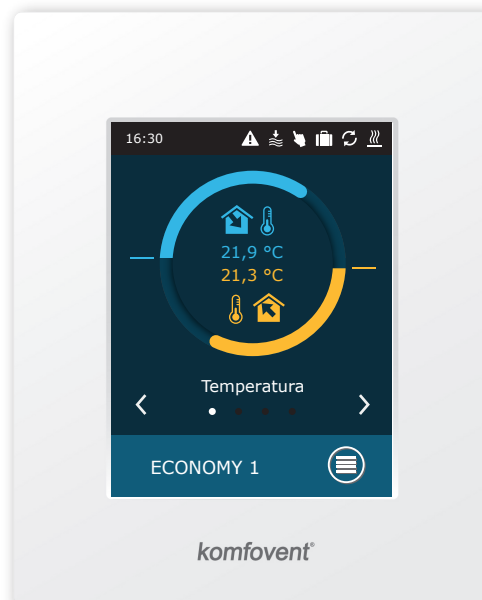 16:30
21,9 °C
21,3 °C
Temperatura
ECONOMY 1
komfovent®